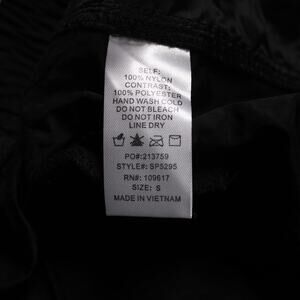 SELF:
100% NYLON
CONTRAST:
100% POLYESTER
HAND WASH COLD
DO NOT BLEACH
DO NOT IRON
LINE DRY
PO#:213759
STYLE#: SP5295
RN#: 109617
SIZE: S
MADE IN VIETNAM